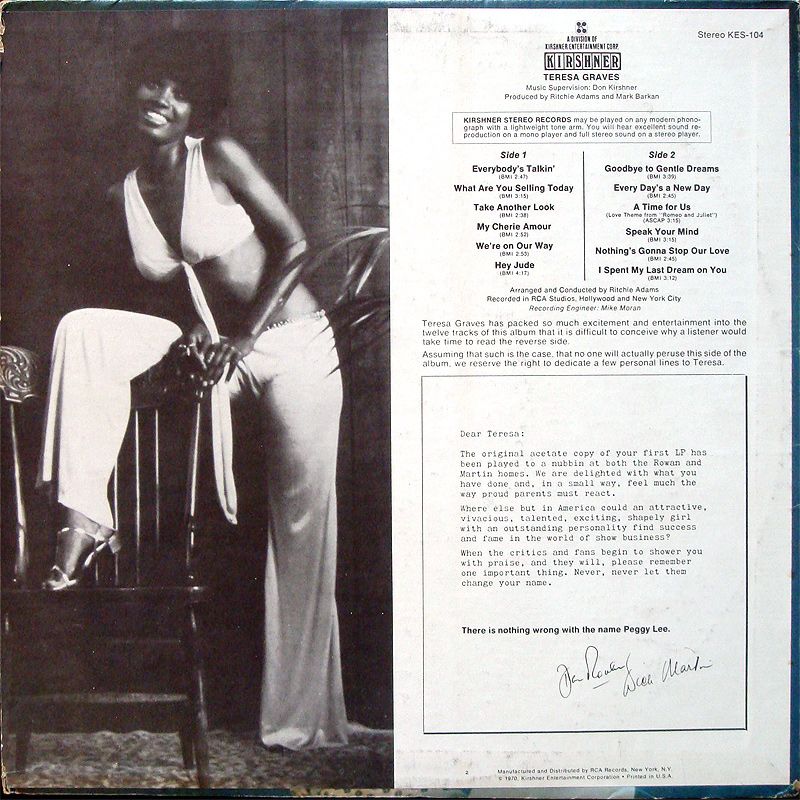 Stereo KES-104
A DIVISION OF
KIRSHNER ENTERTAINMENT CORP.
KIRSHNER
TERESA GRAVES
Music Supervision: Don Kirshner
Produced by Ritchie Adams and Mark Barkan
KIRSHNER STEREO RECORDS may be played on any modern phono-
graph with a lightweight tone arm. You will hear excellent sound re-
production on a mono player and full stereo sound on a stereo player.
Side 1
Everybody's Talkin'
(BMI 2:47)
What Are You Selling Today
(BMI 3:15)
Take Another Look
(BMI 2:38)
My Cherie Amour
(BMI 2:52)
We're on Our Way
(BMI 2:53)
Hey Jude
(BMI 4:17)
Side 2
Goodbye to Gentle Dreams
(BMI 3:39)
Every Day's a New Day
(BMI 2:45)
A Time for Us
(Love Theme from "Romeo and Juliet")
(ASCAP 3:15)
Speak Your Mind
(BMI 3:15)
Nothing's Gonna Stop Our Love
(BMI 2:45)
I Spent My Last Dream on You
(BMI 3:12)
Arranged and Conducted by Ritchie Adams
Recorded in RCA Studios, Hollywood and New York City
Recording Engineer: Mike Moran
Teresa Graves has packed so much excitement and entertainment into the
twelve tracks of this album that it is difficult to conceive why a listener would
take time to read the reverse side.
Assuming that such is the case, that no one will actually peruse this side of the
album, we reserve the right to dedicate a few personal lines to Teresa.
Dear Teresa:
The original acetate copy of your first LP has
been played to a nubbin at both the Rowan and
Martin homes. We are delighted with what you
have done and, in a small way, feel much the
way proud parents must react.
Where else but in America could an attractive,
vivacious, talented, exciting, shapely girl
with an outstanding personality find success
and fame in the world of show business?
When the critics and fans begin to shower you
with praise, and they will, please remember
one important thing. Never, never let them
change your name.
There is nothing wrong with the name Peggy Lee.
Dan Rowan
Dick Martin
2
Manufactured and Distributed by RCA Records, New York, N.Y.
© 1970, Kirshner Entertainment Corporation • Printed in U.S.A.